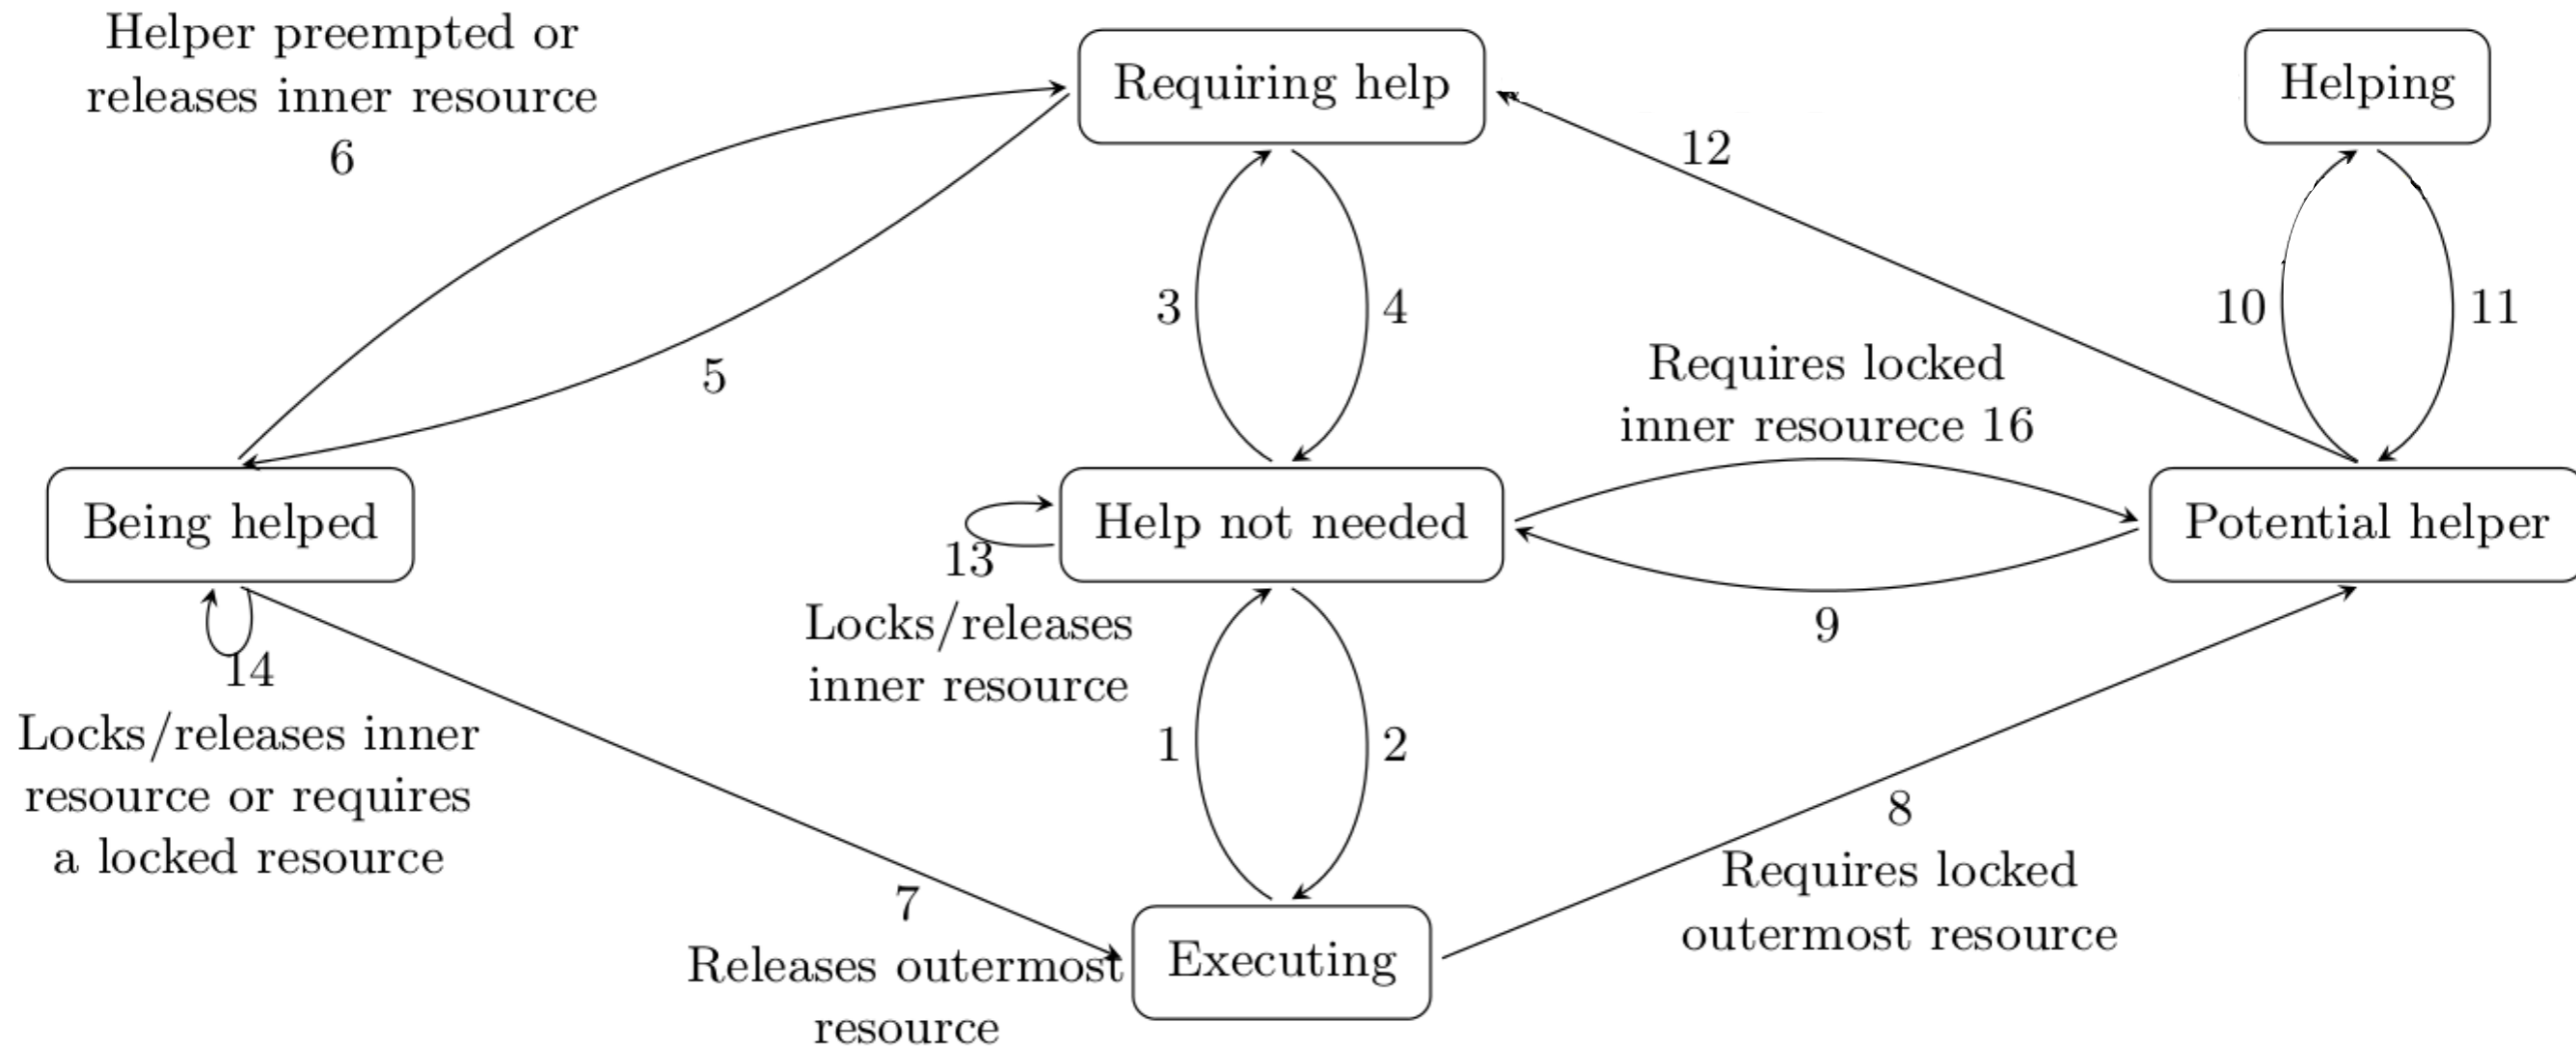 Helper preempted or
releases inner resource
6
Requiring help
Helping
12
3
4
10
11
5
Requires locked
inner resourece 16
Being helped
Help not needed
Potential helper
13
Locks/releases
inner resource
9
14
Locks/releases inner
resource or requires
a locked resource
1
2
8
Requires locked
outermost resource
7
Releases outermost
resource
Executing